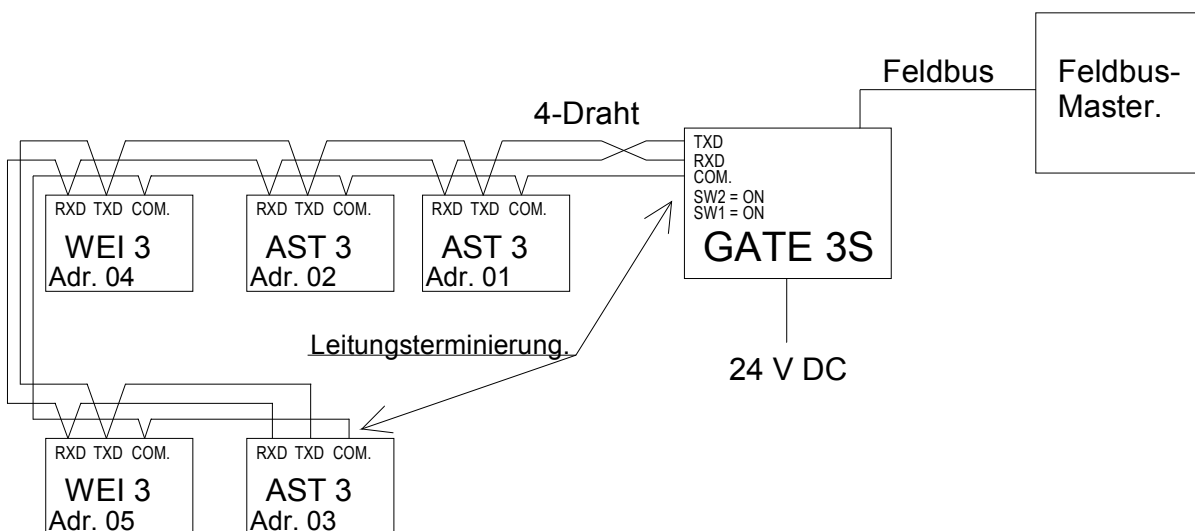 Feldbus
Feldbus-
Master.
4-Draht
TXD
RXD
COM.
SW2 = ON
SW1 = ON
GATE 3S
24 V DC
RXD TXD COM.
WEI 3
Adr. 04
RXD TXD COM.
AST 3
Adr. 02
RXD TXD COM.
AST 3
Adr. 01
Leitungsterminierung.
RXD TXD COM.
WEI 3
Adr. 05
RXD TXD COM.
AST 3
Adr. 03